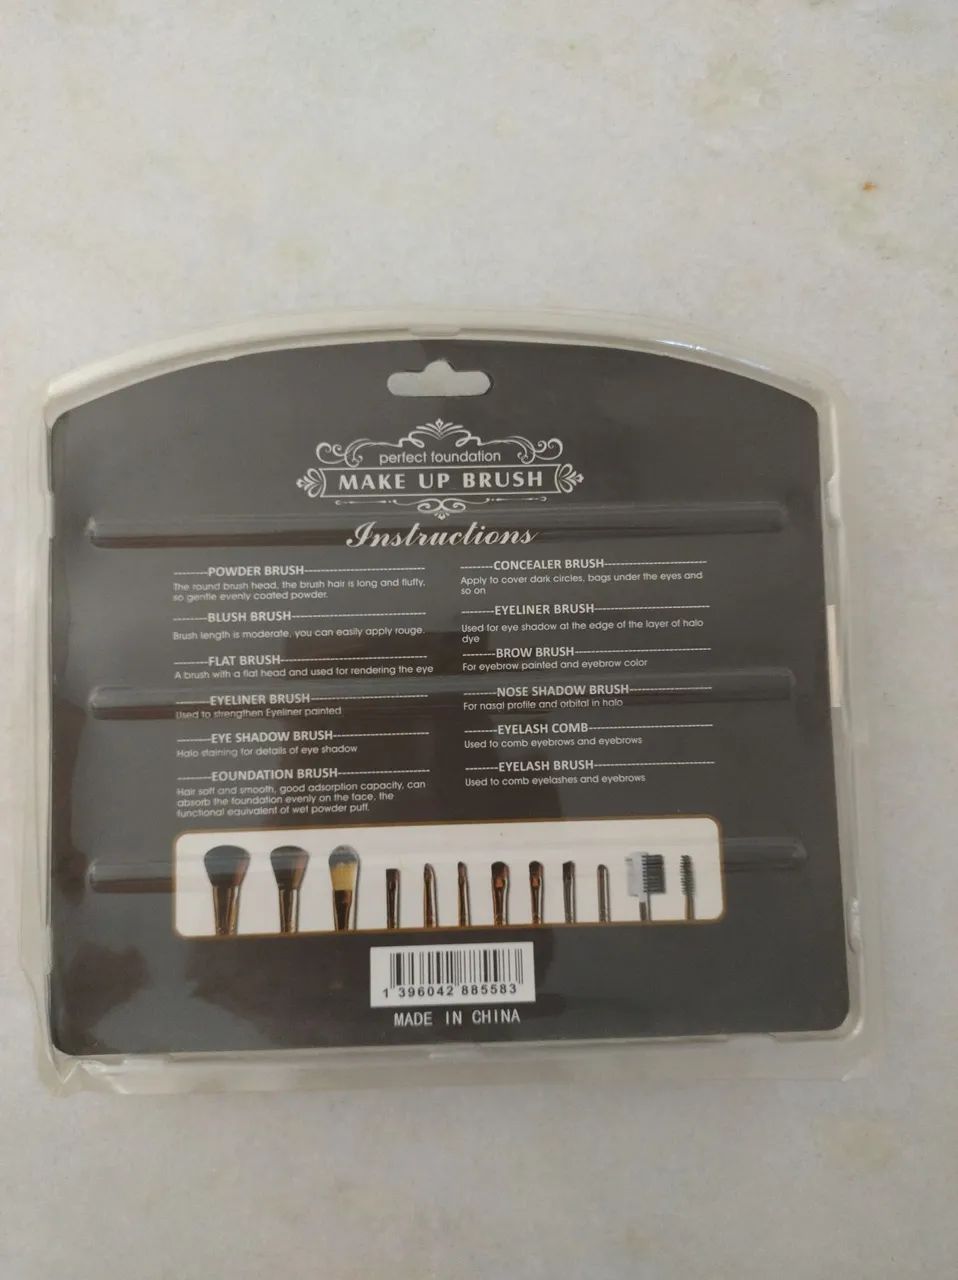 perfect foundation
MAKE UP BRUSH
Instructions
--------POWDER BRUSH-----------------------------
The round brush head, the brush hair is long and fluffy,
so gentle evenly coated powder.
--------BLUSH BRUSH--------------------------------
Brush length is moderate, you can easily apply rouge.
--------FLAT BRUSH-----------------------------------
A brush with a flat head and used for rendering the eye
--------EYELINER BRUSH----------------------------
Used to strengthen Eyeliner painted
--------EYE SHADOW BRUSH-----------------------
Halo staining for details of eye shadow
--------EOUNDATION BRUSH----------------------
Hair soft and smooth, good adsorption capacity, can
absorb the foundation evenly on the face, the
functional equivalent of wet powder puff.
--------CONCEALER BRUSH------------------------
Apply to cover dark circles, bags under the eyes and
so on
--------EYELINER BRUSH---------------------------
Used for eye shadow at the edge of the layer of halo
dye
--------BROW BRUSH--------------------------------
For eyebrow painted and eyebrow color
--------NOSE SHADOW BRUSH-------------------
For nasal profile and orbital in halo
--------EYELASH COMB-----------------------------
Used to comb eyebrows and eyebrows
--------EYELASH BRUSH----------------------------
Used to comb eyelashes and eyebrows
1 396042 885583
MADE IN CHINA